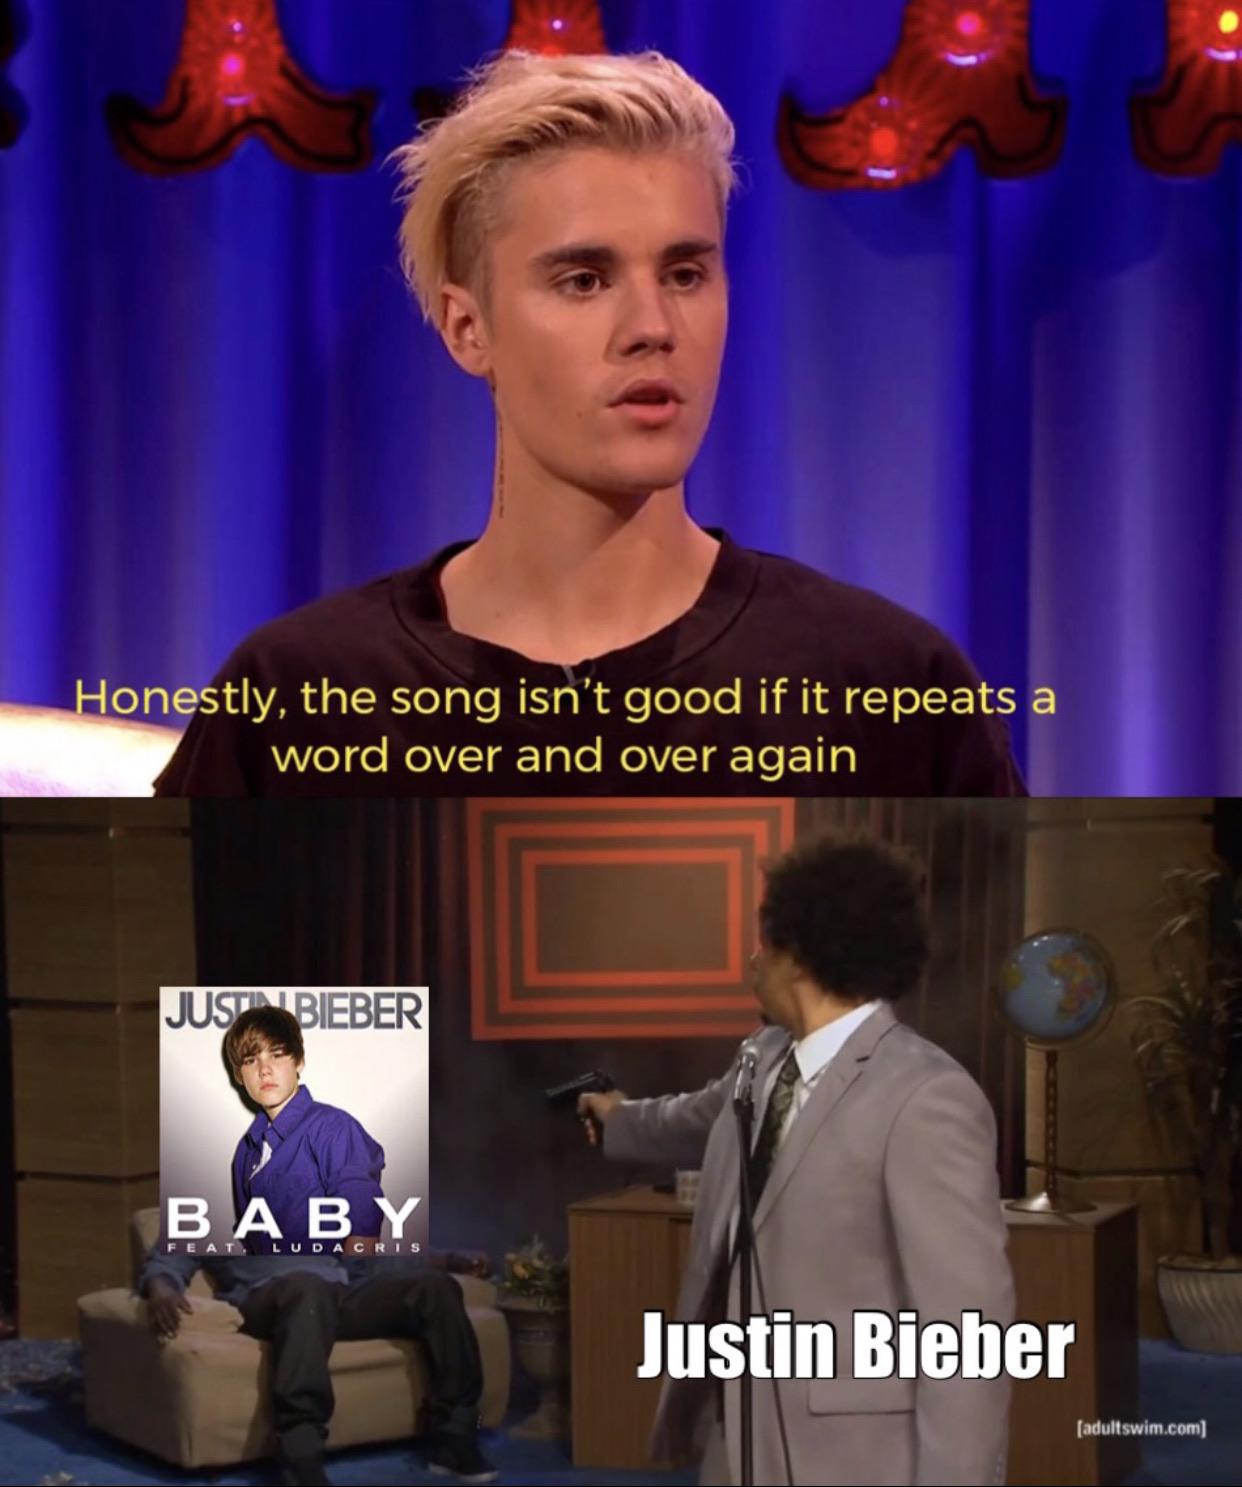 Honestly, the song isn't good if it repeats a
word over and over again
JUSTIN BIEBER
BABY
FEAT. LUDACRIS
Justin Bieber
[adultswim.com]